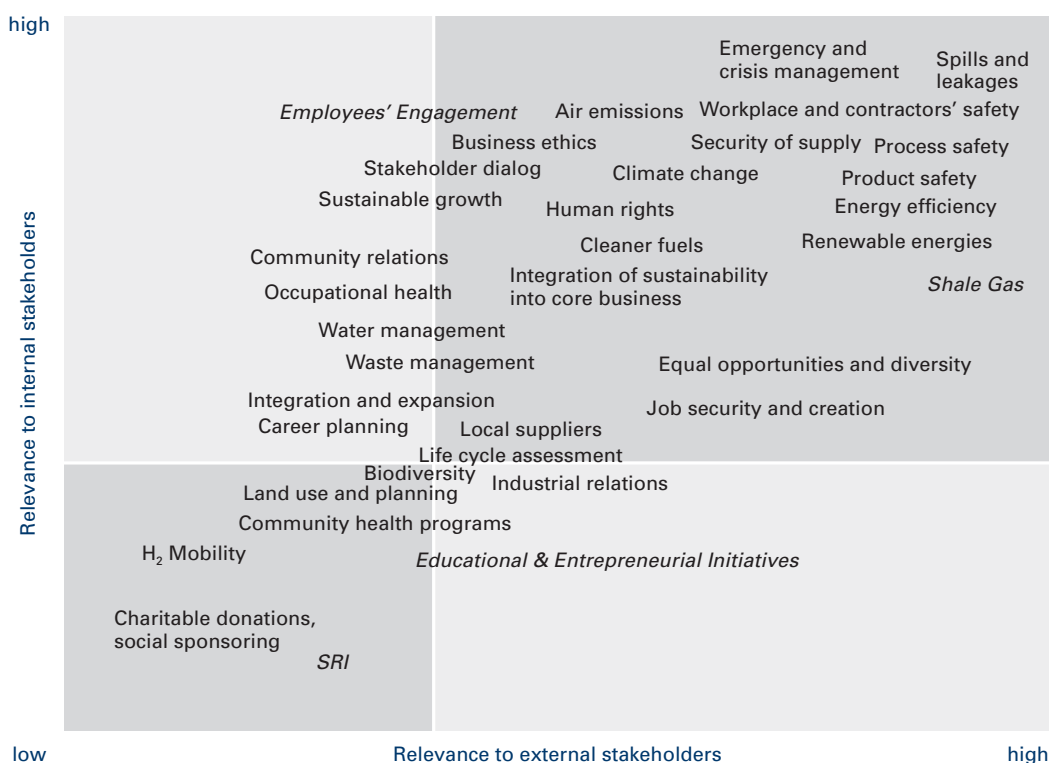 high
Emergency and
crisis management
Spills and
leakages
Employees’ Engagement
Air emissions
Workplace and contractors’ safety
Business ethics
Security of supply
Process safety
Stakeholder dialog
Climate change
Product safety
Sustainable growth
Human rights
Energy efficiency
Cleaner fuels
Renewable energies
Community relations
Integration of sustainability
into core business
Shale Gas
Occupational health
Water management
Waste management
Equal opportunities and diversity
Integration and expansion
Job security and creation
Career planning
Local suppliers
Life cycle assessment
Biodiversity
Industrial relations
Land use and planning
Community health programs
H₂ Mobility
Educational & Entrepreneurial Initiatives
Charitable donations,
social sponsoring
SRI
Relevance to internal stakeholders
low
Relevance to external stakeholders
high